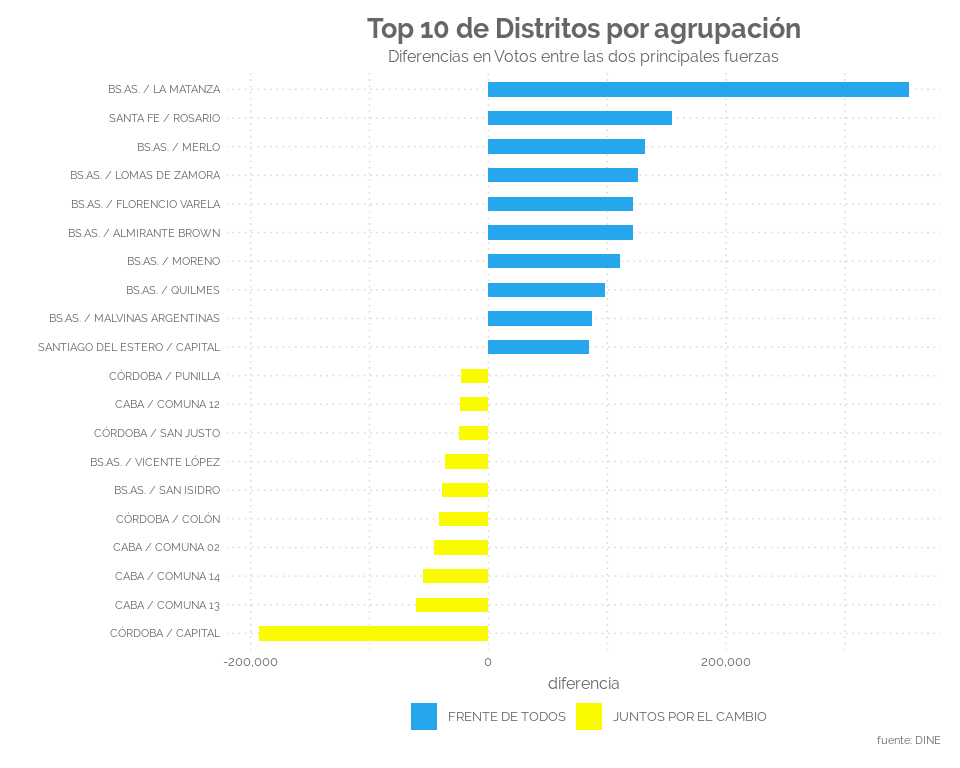 Top 10 de Distritos por agrupación
Diferencias en Votos entre las dos principales fuerzas
BS.AS. / LA MATANZA
SANTA FE / ROSARIO
BS.AS. / MERLO
BS.AS. / LOMAS DE ZAMORA
BS.AS. / FLORENCIO VARELA
BS.AS. / ALMIRANTE BROWN
BS.AS. / MORENO
BS.AS. / QUILMES
BS.AS. / MALVINAS ARGENTINAS
SANTIAGO DEL ESTERO / CAPITAL
CÓRDOBA / PUNILLA
CABA / COMUNA 12
CÓRDOBA / SAN JUSTO
BS.AS. / VICENTE LÓPEZ
BS.AS. / SAN ISIDRO
CÓRDOBA / COLÓN
CABA / COMUNA 02
CABA / COMUNA 14
CABA / COMUNA 13
CÓRDOBA / CAPITAL
-200,000 0 200,000
diferencia
FRENTE DE TODOS JUNTOS POR EL CAMBIO
fuente: DINE